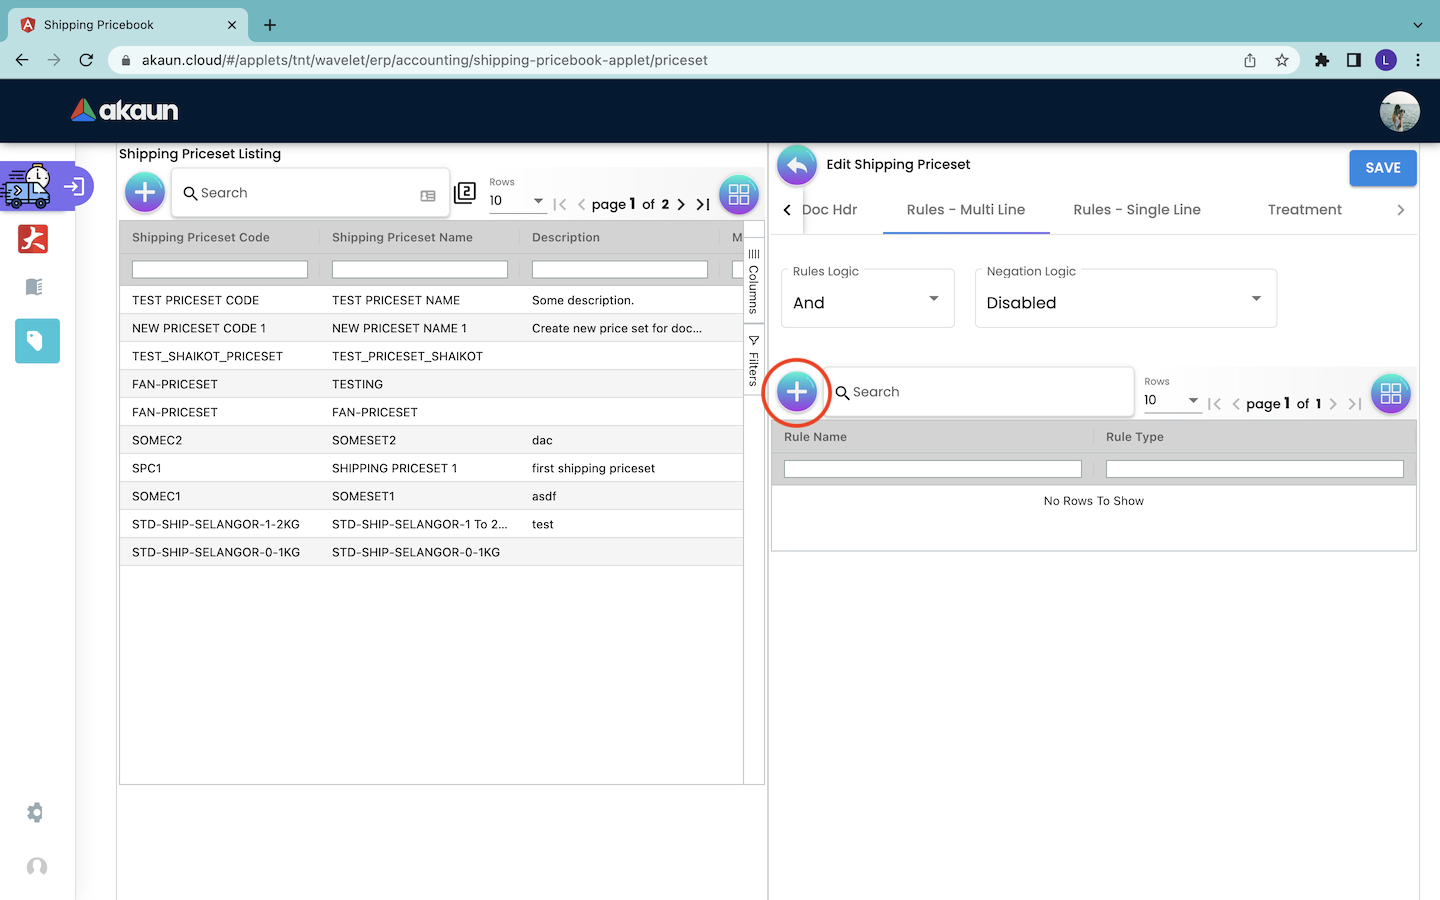 Shipping Pricebook
akaun.cloud/#/applets/tnt/wavelet/erp/accounting/shipping-pricebook-applet/priceset
L
akaun
Shipping Priceset Listing
Search
2
Rows
10
page 1 of 2
Shipping Priceset Code Shipping Priceset Name Description M
TEST PRICESET CODE TEST PRICESET NAME Some description.
NEW PRICESET CODE 1 NEW PRICESET NAME 1 Create new price set for doc...
TEST_SHAIKOT_PRICESET TEST_PRICESET_SHAIKOT
FAN-PRICESET TESTING
FAN-PRICESET FAN-PRICESET
SOMEC2 SOMESET2 dac
SPC1 SHIPPING PRICESET 1 first shipping priceset
SOMEC1 SOMESET1 asdf
STD-SHIP-SELANGOR-1-2KG STD-SHIP-SELANGOR-1 To 2... test
STD-SHIP-SELANGOR-0-1KG STD-SHIP-SELANGOR-0-1KG
Columns
Filters
Edit Shipping Priceset
SAVE
Doc Hdr Rules - Multi Line Rules - Single Line Treatment
Rules Logic
And
Negation Logic
Disabled
Search
Rows
10
page 1 of 1
Rule Name Rule Type
No Rows To Show